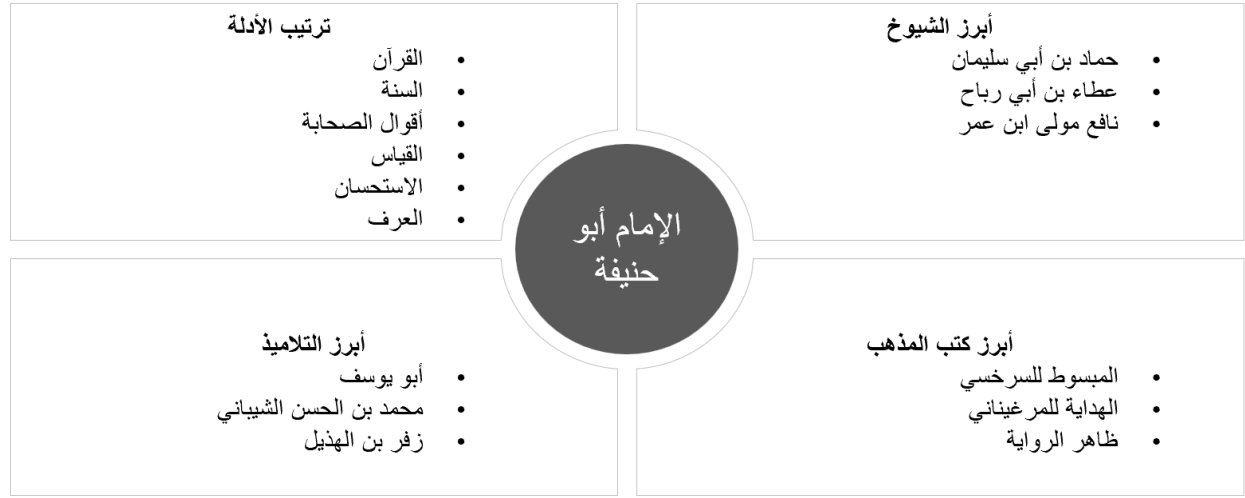 أبرز الشيوخ
• حماد بن أبي سليمان
• عطاء بن أبي رباح
• نافع مولى ابن عمر
ترتيب الأدلة
• القرآن
• السنة
• أقوال الصحابة
• القياس
• الاستحسان
• العرف
الإمام أبو
حنيفة
أبرز كتب المذهب
• المبسوط للسرخسي
• الهداية للمرغيناني
• ظاهر الرواية
أبرز التلاميذ
• أبو يوسف
• محمد بن الحسن الشيباني
• زفر بن الهذيل